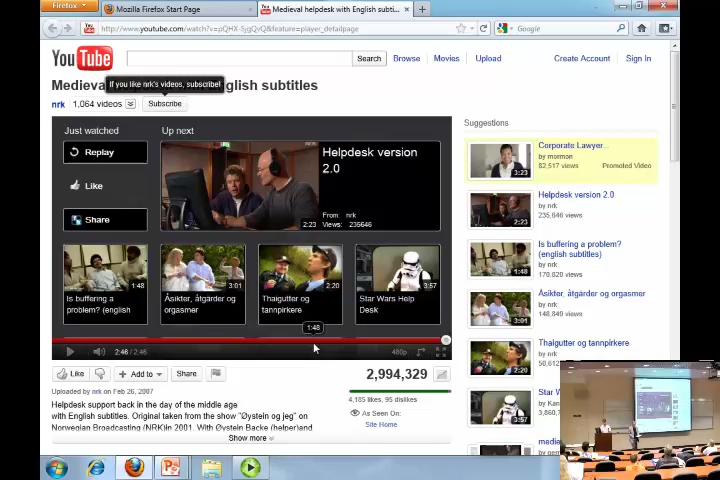 Firefox
Mozilla Firefox Start Page
Medieval helpdesk with English subti...
http://www.youtube.com/watch?v=pQHX-SjgQvQ&feature=player_detailpage
Google
YouTube
Search
Browse
Movies
Upload
Create Account
Sign In
If you like nrk's videos, subscribe!
Medieva
glish subtitles
nrk
1,064 videos
Subscribe
Just watched
Up next
Replay
Like
Share
Helpdesk version
2.0
From: nrk
Views: 235646
2:23
1:48
Is buffering a
problem? (english
3:01
Åsikter, åtgärder og
orgasmer
2:20
Thaigutter og
tannpirkere
3:57
Star Wars Help
Desk
1:48
2:46 / 2:46
480p
Like
Add to
Share
2,994,329
Uploaded by nrk on Feb 26, 2007
4,185 likes, 95 dislikes
Helpdesk support back in the day of the middle age
with English subtitles. Original taken from the show "Øystein og jeg" on
Norwegian Broadcasting (NRK)in 2001. With Øystein Backe (helper)and
As Seen On:
Site Home
Show more
Suggestions
Corporate Lawyer...
by mormon
82,517 views
Promoted Video
3:23
Helpdesk version 2.0
by nrk
235,646 views
2:23
Is buffering a problem?
(english subtitles)
by nrk
170,820 views
1:48
Åsikter, åtgärder og orgasmer
by nrk
148,849 views
3:01
Thaigutter og tannpirkere
by nrk
50,612
2:20
Star W
by Kam
3,860,
3:57
medie
by gem